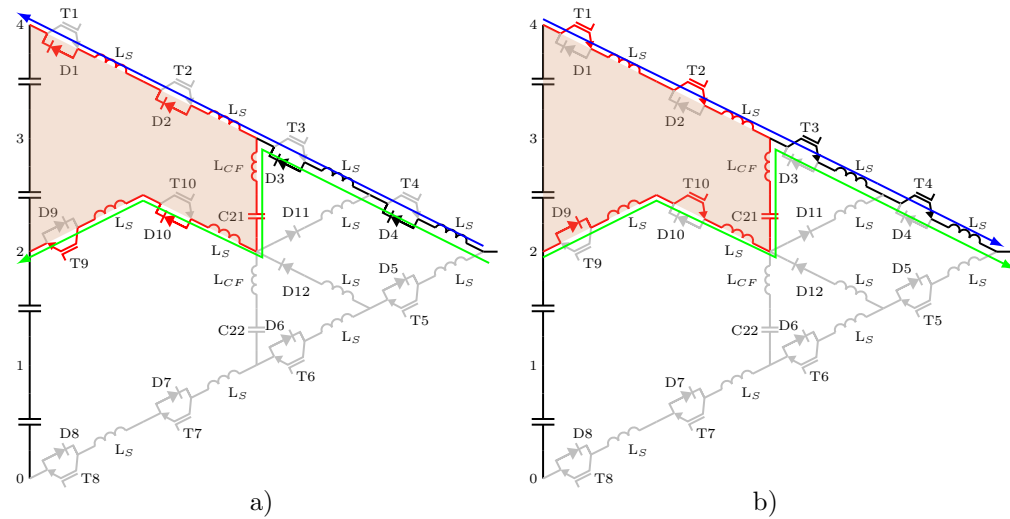 4 T1 T1
L_S L_S
D1 T2 D1 T2
L_S L_S
D2 D2
3 T3 3 T3
L_S L_S
L_CF D3 L_CF D3
T10 T4 T10 T4
D9 C21 D11 D9 C21 D11
L_S L_S L_S L_S
D10 D4 D10 D4
2 L_S L_S 2 L_S L_S
T9 T9
D5 D5
L_CF L_S L_CF L_S
D12 D12
T5 T5
C22 D6 C22 D6
L_S L_S
1 T6 1 T6
D7 D7
L_S L_S
D8 T7 D8 T7
L_S L_S
0 T8 0 T8
a) b)
4